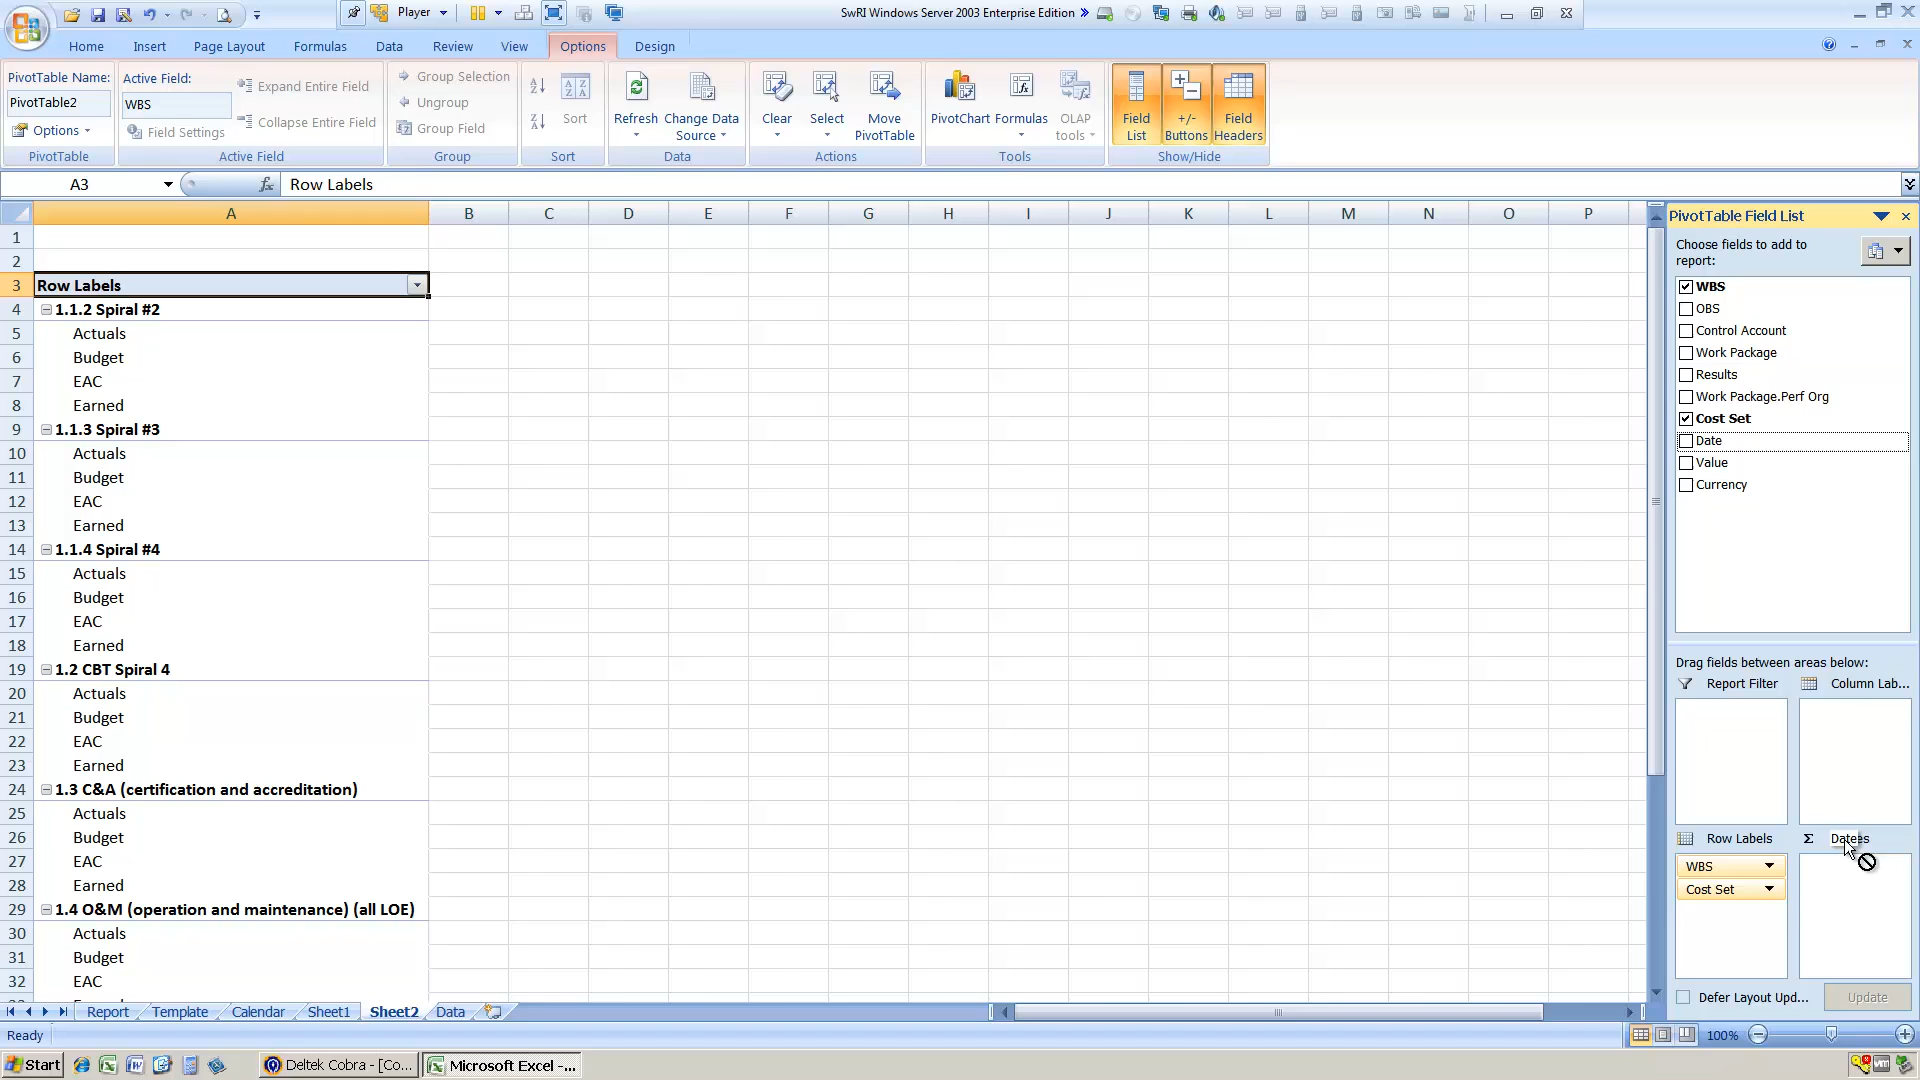 Player
SwRI Windows Server 2003 Enterprise Edition
Home Insert Page Layout Formulas Data Review View Options Design
PivotTable Name:
PivotTable2
Options
PivotTable
Active Field:
WBS
Field Settings
Expand Entire Field
Collapse Entire Field
Active Field
Group Selection
Ungroup
Group Field
Group
Sort
Sort
Refresh
Change Data Source
Data
Clear
Select
Move PivotTable
Actions
PivotChart
Formulas
OLAP tools
Tools
Field List
+/- Buttons
Field Headers
Show/Hide
A3
fx
Row Labels
A B C D E F G H I J K L M N O P
1
2
3 Row Labels
4 1.1.2 Spiral #2
5 Actuals
6 Budget
7 EAC
8 Earned
9 1.1.3 Spiral #3
10 Actuals
11 Budget
12 EAC
13 Earned
14 1.1.4 Spiral #4
15 Actuals
16 Budget
17 EAC
18 Earned
19 1.2 CBT Spiral 4
20 Actuals
21 Budget
22 EAC
23 Earned
24 1.3 C&A (certification and accreditation)
25 Actuals
26 Budget
27 EAC
28 Earned
29 1.4 O&M (operation and maintenance) (all LOE)
30 Actuals
31 Budget
32 EAC
PivotTable Field List
Choose fields to add to
report:
WBS
OBS
Control Account
Work Package
Results
Work Package.Perf Org
Cost Set
Date
Value
Currency
Drag fields between areas below:
Report Filter
Column Lab...
Row Labels
Σ
WBS
Cost Set
Defer Layout Upd...
Update
Report Template Calendar Sheet1 Sheet2 Data
Ready
100%
Start
Deltek Cobra - [Co...
Microsoft Excel -...